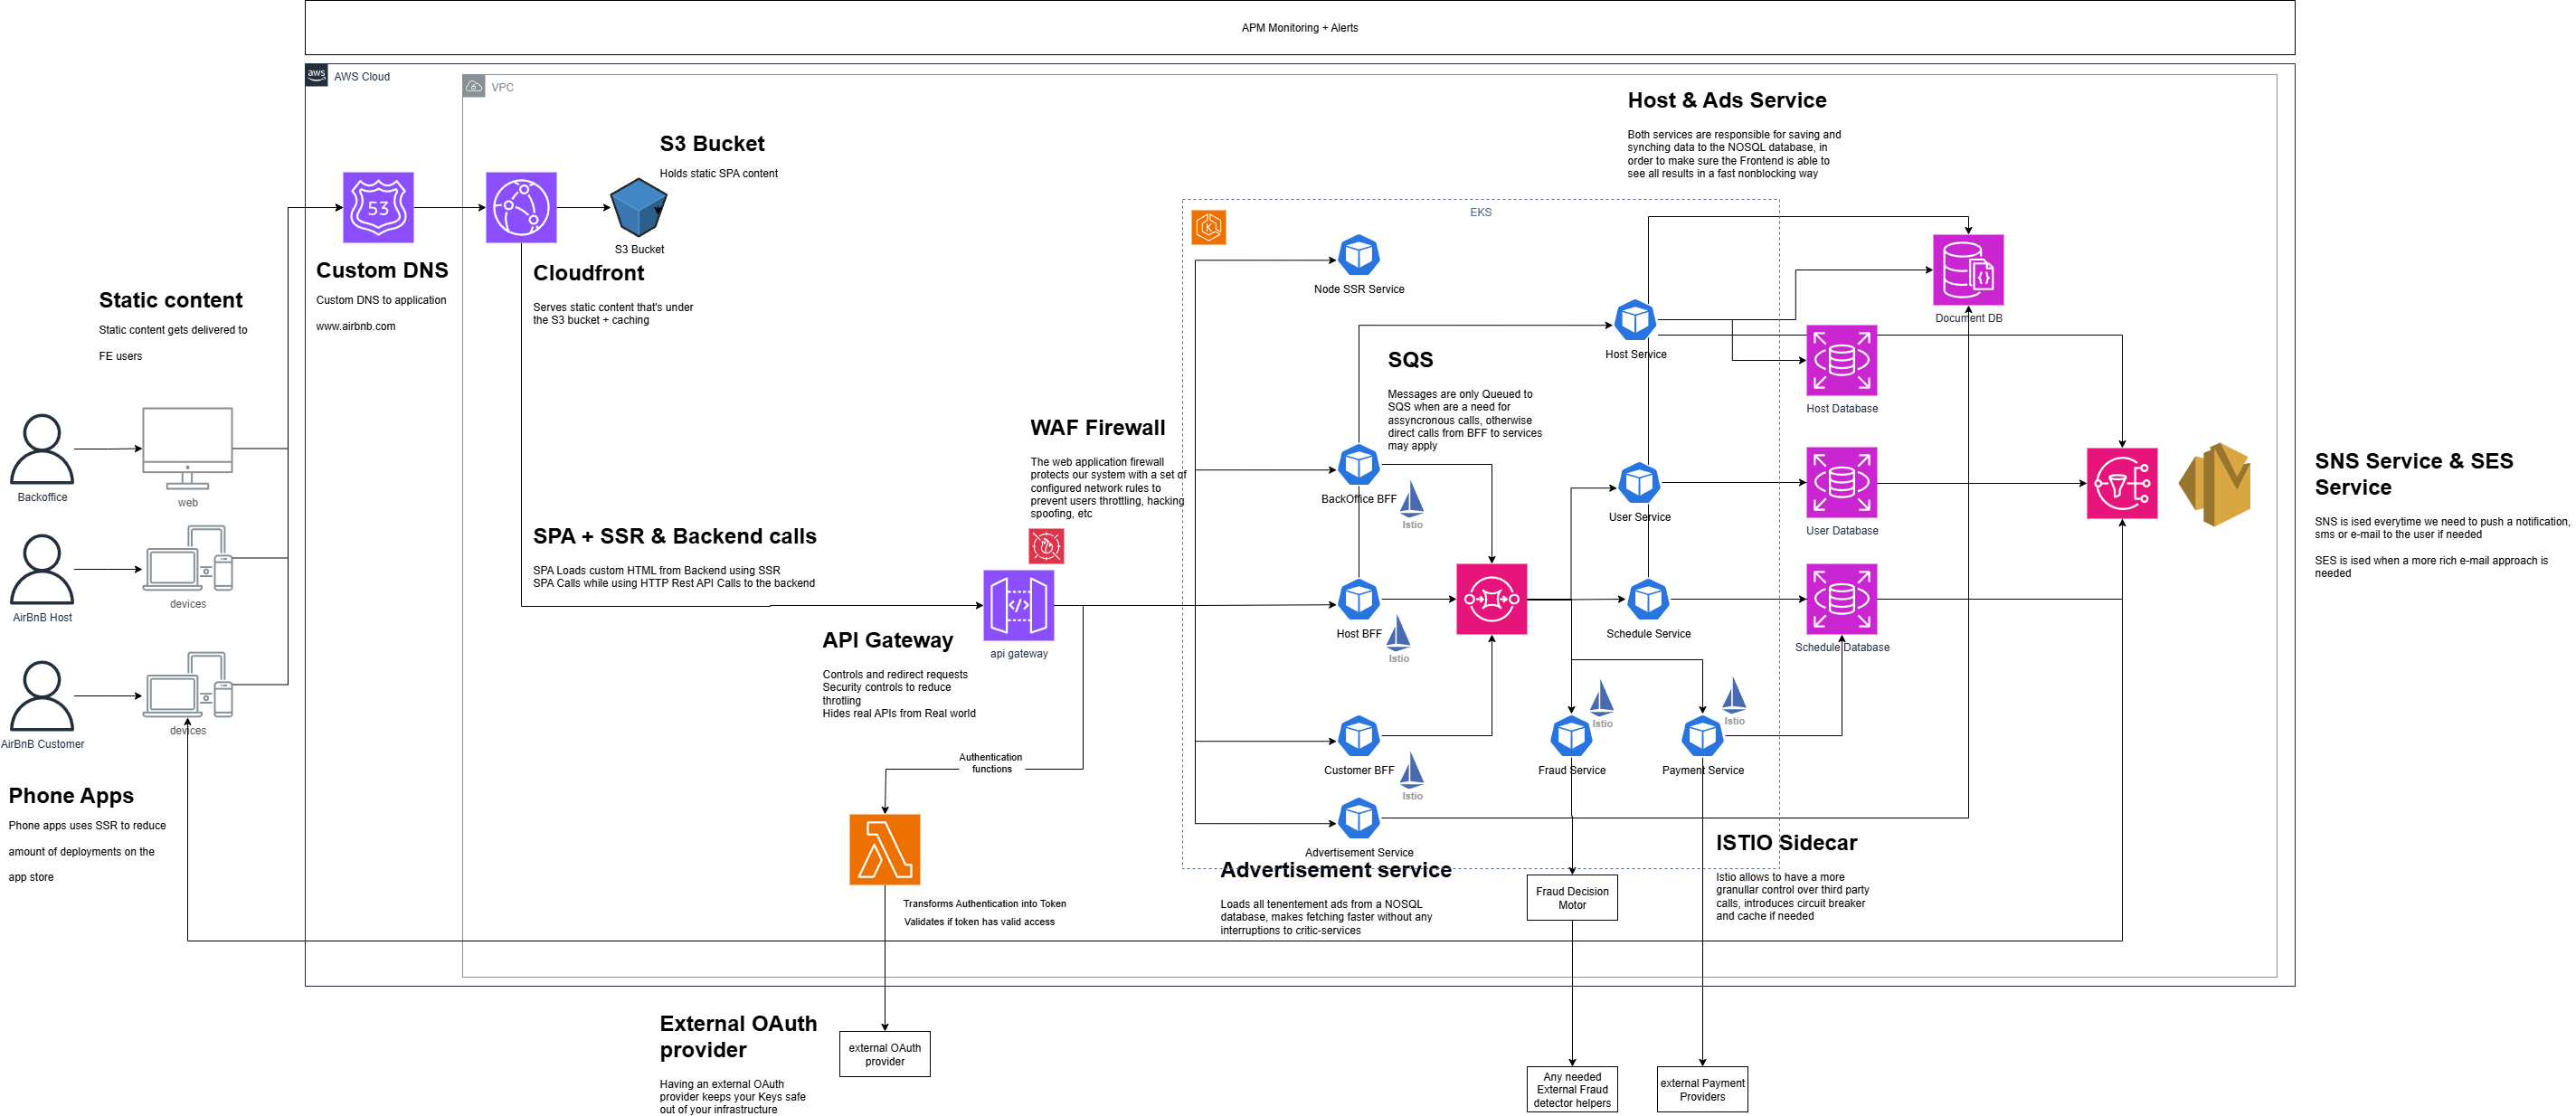 APM Monitoring + Alerts
aws
AWS Cloud
VPC
Host & Ads Service
Both services are responsible for saving and
synching data to the NOSQL database, in
order to make sure the Frontend is able to
see all results in a fast nonblocking way
S3 Bucket
Holds static SPA content
53
S3 Bucket
EKS
K
Custom DNS
Custom DNS to application
www.airbnb.com
Cloudfront
Serves static content that's under
the S3 bucket + caching
Static content
Static content gets delivered to
FE users
Node SSR Service
Document DB
Host Service
SQS
Messages are only Queued to
SQS when are a need for
assyncronous calls, otherwise
direct calls from BFF to services
may apply
Host Database
WAF Firewall
The web application firewall
protects our system with a set of
configured network rules to
prevent users throttling, hacking
spoofing, etc
Backoffice
web
BackOffice BFF
Istio
User Service
User Database
SNS Service & SES
Service
SNS is ised everytime we need to push a notification,
sms or e-mail to the user if needed
SES is ised when a more rich e-mail approach is
needed
SPA + SSR & Backend calls
SPA Loads custom HTML from Backend using SSR
SPA Calls while using HTTP Rest API Calls to the backend
AirBnB Host
devices
api gateway
Host BFF
Istio
Schedule Service
Schedule Database
API Gateway
Controls and redirect requests
Security controls to reduce
throtling
Hides real APIs from Real world
AirBnB Customer
devices
Authentication
functions
Customer BFF
Istio
Istio
Fraud Service
Istio
Payment Service
Phone Apps
Phone apps uses SSR to reduce
amount of deployments on the
app store
Advertisement Service
Advertisement service
Loads all tenentement ads from a NOSQL
database, makes fetching faster without any
interruptions to critic-services
ISTIO Sidecar
Istio allows to have a more
granullar control over third party
calls, introduces circuit breaker
and cache if needed
Fraud Decision
Motor
Transforms Authentication into Token
Validates if token has valid access
External OAuth
provider
Having an external OAuth
provider keeps your Keys safe
out of your infrastructure
external OAuth
provider
Any needed
External Fraud
detector helpers
external Payment
Providers